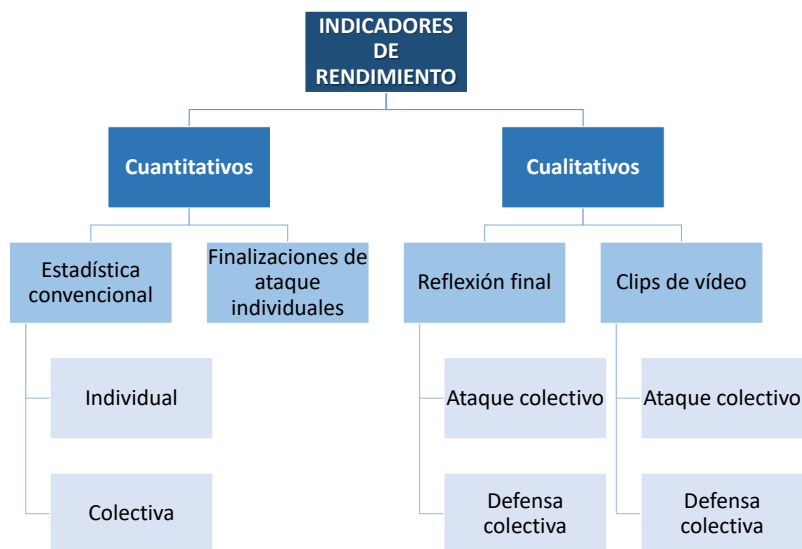 INDICADORES
DE
RENDIMIENTO
Cuantitativos
Cualitativos
Estadística
convencional
Finalizaciones de
ataque
individuales
Reflexión final
Clips de vídeo
Individual
Ataque colectivo
Ataque colectivo
Colectiva
Defensa
colectiva
Defensa
colectiva